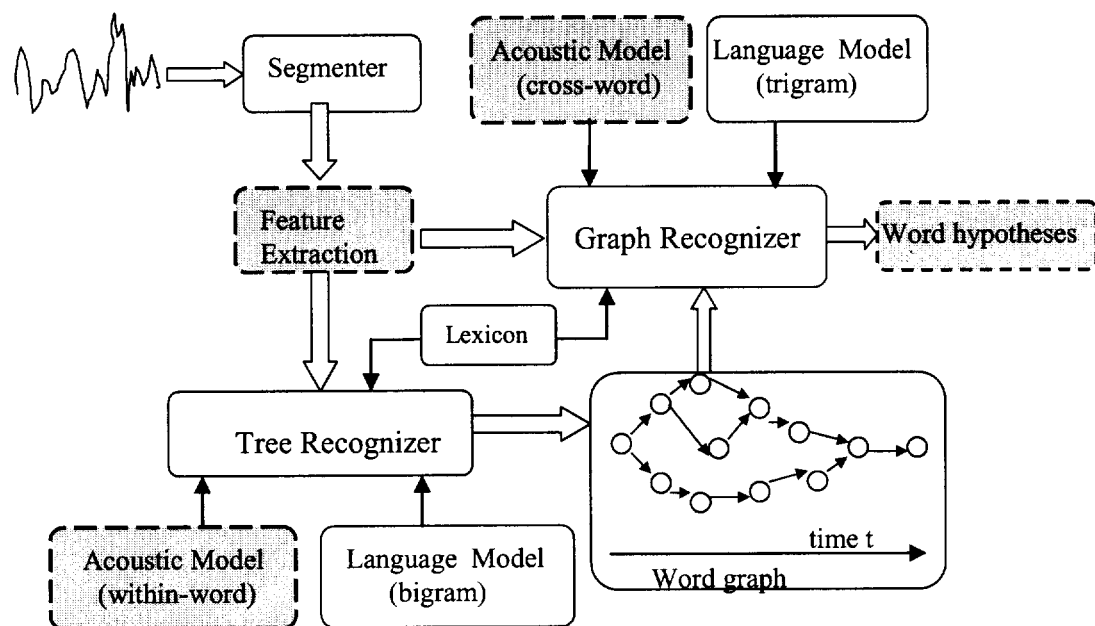 Segmenter
Acoustic Model
(cross-word)
Language Model
(trigram)
Feature
Extraction
Graph Recognizer
Word hypotheses
Lexicon
Tree Recognizer
Acoustic Model
(within-word)
Language Model
(bigram)
time t
Word graph